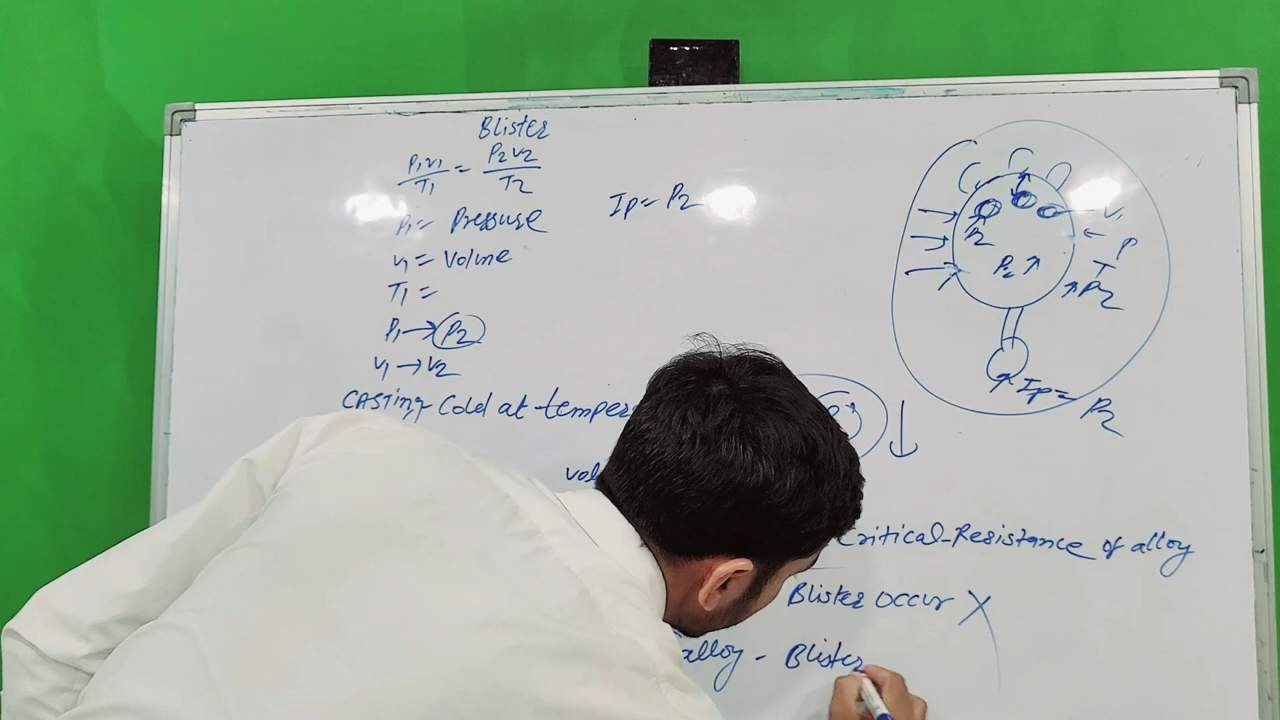 Blister
P1V1/T1 = P2V2/T2
P1 = Pressure
V1 = Volume
T1 =
P1 → P2
V1 → V2
CASTing Cold at temper
vol
Ip = P2
V1
P2
P
P2 ↑
T
↑ P2
↗ Ip =
P2
Critical-Resistance of alloy
Blister occur X
alloy - Blister